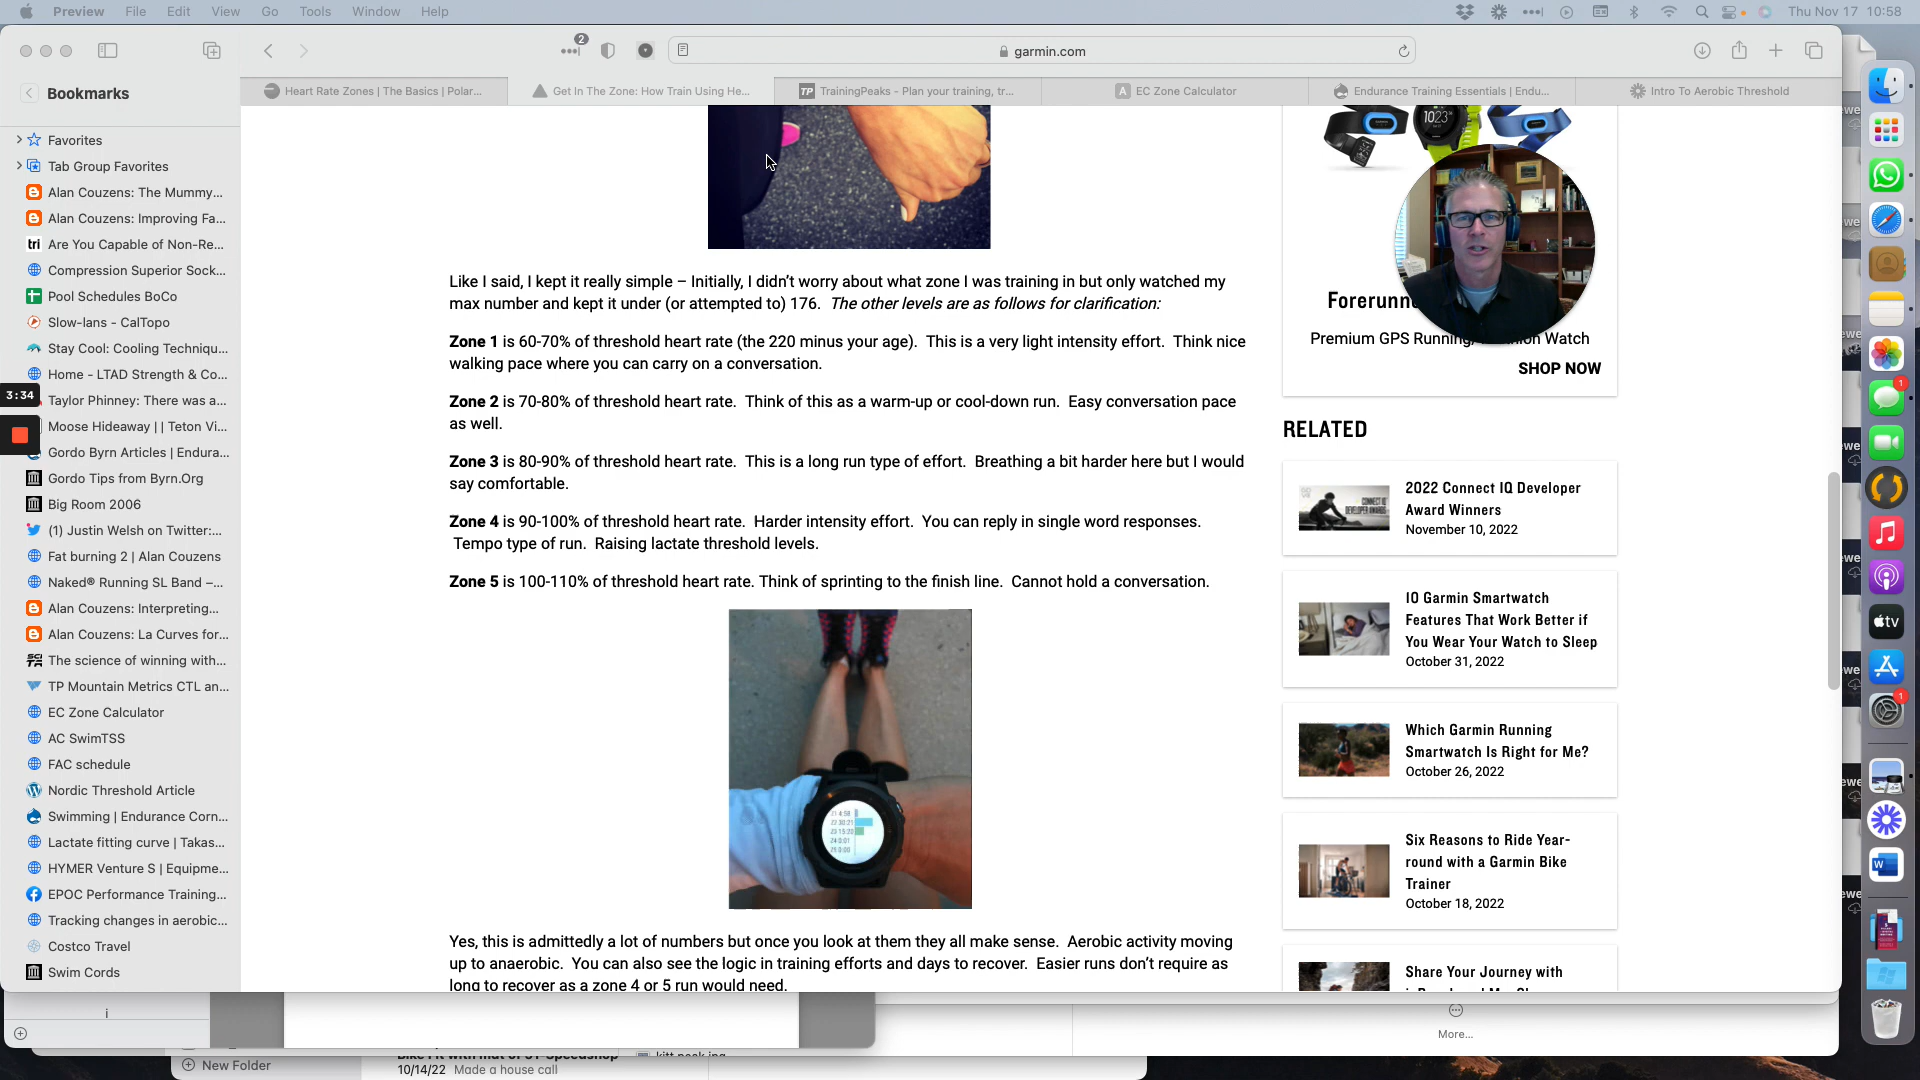 Preview File Edit View Go Tools Window Help
Thu Nov 17 10:58
2
garmin.com
Bookmarks
Heart Rate Zones | The Basics | Polar...
Get In The Zone: How Train Using He...
TP TrainingPeaks - Plan your training, tr...
A EC Zone Calculator
Endurance Training Essentials | Endu...
Intro To Aerobic Threshold
Favorites
Tab Group Favorites
Alan Couzens: The Mummy...
Alan Couzens: Improving Fa...
tri Are You Capable of Non-Re...
Compression Superior Sock...
Pool Schedules BoCo
Slow-lans - CalTopo
Stay Cool: Cooling Techniqu...
Home - LTAD Strength & Co...
3:34
Taylor Phinney: There was a...
Moose Hideaway | | Teton Vi...
Gordo Byrn Articles | Endura...
Gordo Tips from Byrn.Org
Big Room 2006
(1) Justin Welsh on Twitter:...
Fat burning 2 | Alan Couzens
Naked® Running SL Band –...
Alan Couzens: Interpreting...
Alan Couzens: La Curves for...
The science of winning with...
TP Mountain Metrics CTL an...
EC Zone Calculator
AC SwimTSS
FAC schedule
Nordic Threshold Article
Swimming | Endurance Corn...
Lactate fitting curve | Takas...
HYMER Venture S | Equipme...
EPOC Performance Training...
Tracking changes in aerobic...
Costco Travel
Swim Cords
Like I said, I kept it really simple – Initially, I didn't worry about what zone I was training in but only watched my
max number and kept it under (or attempted to) 176. The other levels are as follows for clarification:
Zone 1 is 60-70% of threshold heart rate (the 220 minus your age). This is a very light intensity effort. Think nice
walking pace where you can carry on a conversation.
Zone 2 is 70-80% of threshold heart rate. Think of this as a warm-up or cool-down run. Easy conversation pace
as well.
Zone 3 is 80-90% of threshold heart rate. This is a long run type of effort. Breathing a bit harder here but I would
say comfortable.
Zone 4 is 90-100% of threshold heart rate. Harder intensity effort. You can reply in single word responses.
Tempo type of run. Raising lactate threshold levels.
Zone 5 is 100-110% of threshold heart rate. Think of sprinting to the finish line. Cannot hold a conversation.
Yes, this is admittedly a lot of numbers but once you look at them they all make sense. Aerobic activity moving
up to anaerobic. You can also see the logic in training efforts and days to recover. Easier runs don't require as
long to recover as a zone 4 or 5 run would need.
10:23
Premium GPS Running/ Watch
SHOP NOW
RELATED
2022 Connect IQ Developer
Award Winners
November 10, 2022
10 Garmin Smartwatch
Features That Work Better if
You Wear Your Watch to Sleep
October 31, 2022
Which Garmin Running
Smartwatch Is Right for Me?
October 26, 2022
Six Reasons to Ride Year-
round with a Garmin Bike
Trainer
October 18, 2022
Share Your Journey with
More...
New Folder
10/14/22 Made a house call
1
1
tv
W